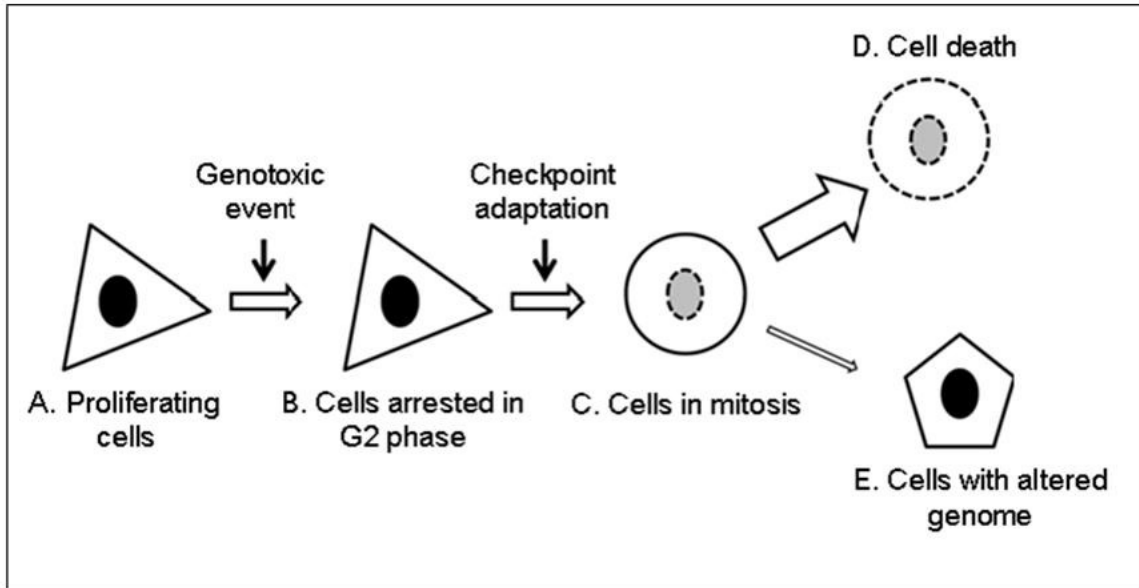 D. Cell death
Genotoxic
event
Checkpoint
adaptation
A. Proliferating
cells
B. Cells arrested in
G2 phase
C. Cells in mitosis
E. Cells with altered
genome